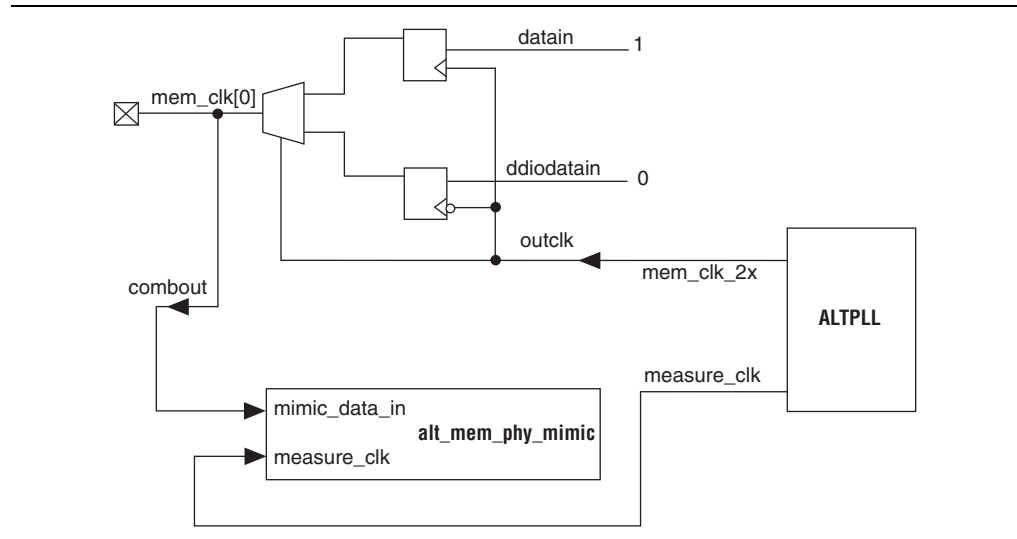 datain
1
mem_clk[0]
ddiodatain
0
outclk
mem_clk_2x
combout
ALTPLL
measure_clk
mimic_data_in
alt_mem_phy_mimic
measure_clk